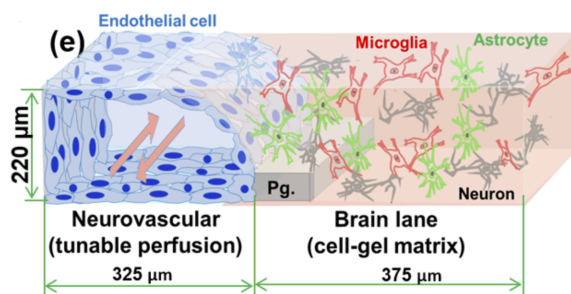 Endothelial cell
(e)
Microglia
Astrocyte
220 µm
Pg.
Neuron
Neurovascular
(tunable perfusion)
Brain lane
(cell-gel matrix)
325 µm
375 µm